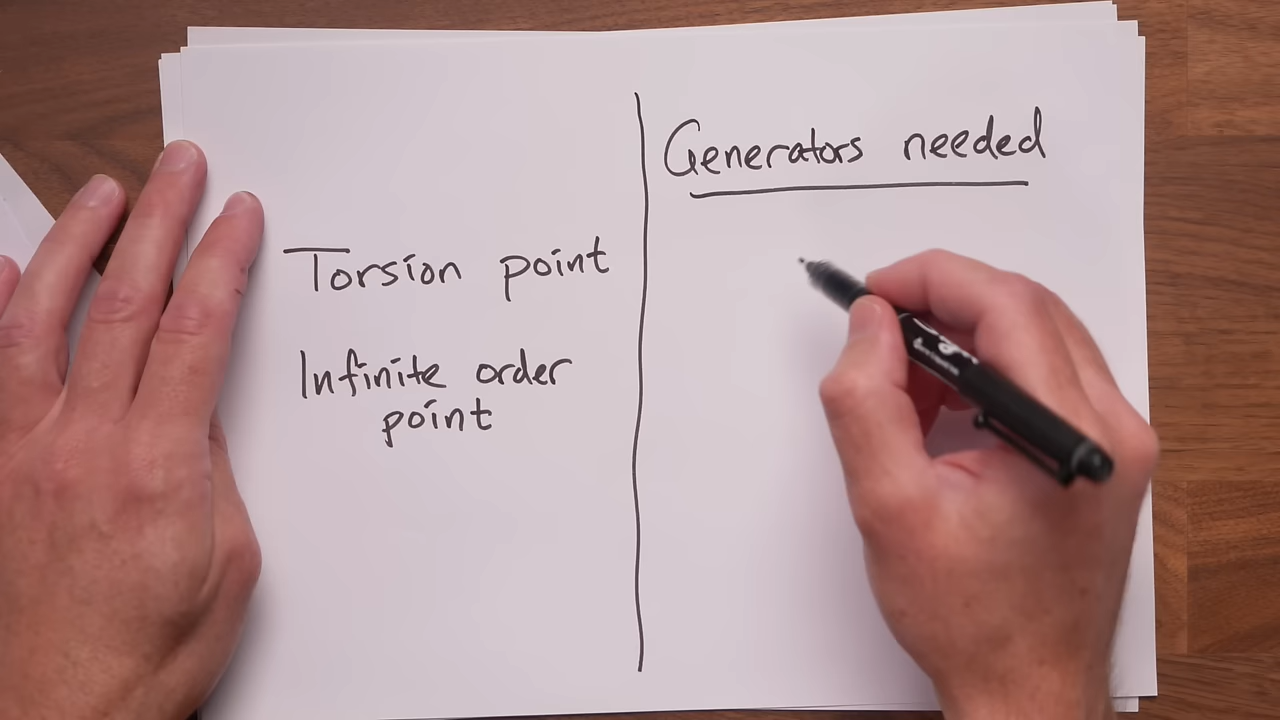 Generators needed
Torsion point
Infinite order
point